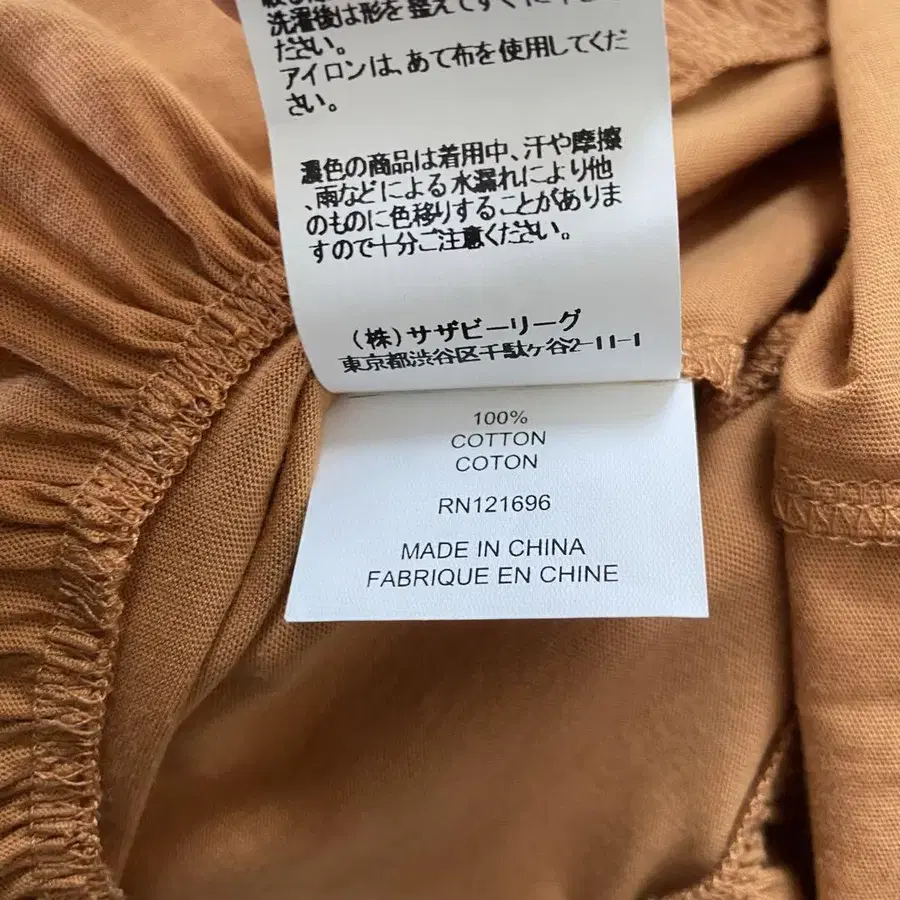 洗濯後は形を整えてすぐに干
ださい。
アイロンは、あて布を使用してくだ
さい。
濃色の商品は着用中、汗や摩擦
、雨などによる水漏れにより他
のものに色移りすることがありま
すので十分ご注意ください。
(株)サザビーリーグ
東京都渋谷区千駄ヶ谷2-11-1
100%
COTTON
COTON
RN121696
MADE IN CHINA
FABRIQUE EN CHINE